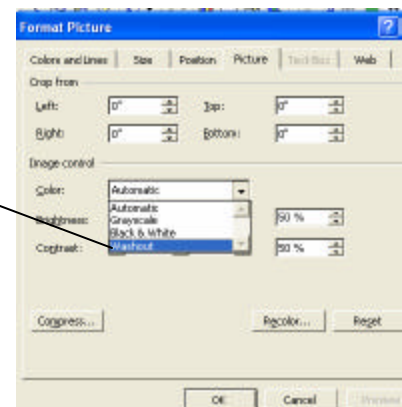 Format Picture
?
Colors and Lines Size Position Picture Text Box Web
Crop from
Left: 0" Top: 0"
Right: 0" Bottom: 0"
Image control
Color: Automatic
Automatic
Grayscale
Black & White
Washout
Brightness: 50 %
Contrast: 50 %
Compress... Recolor... Reset
OK Cancel Preview